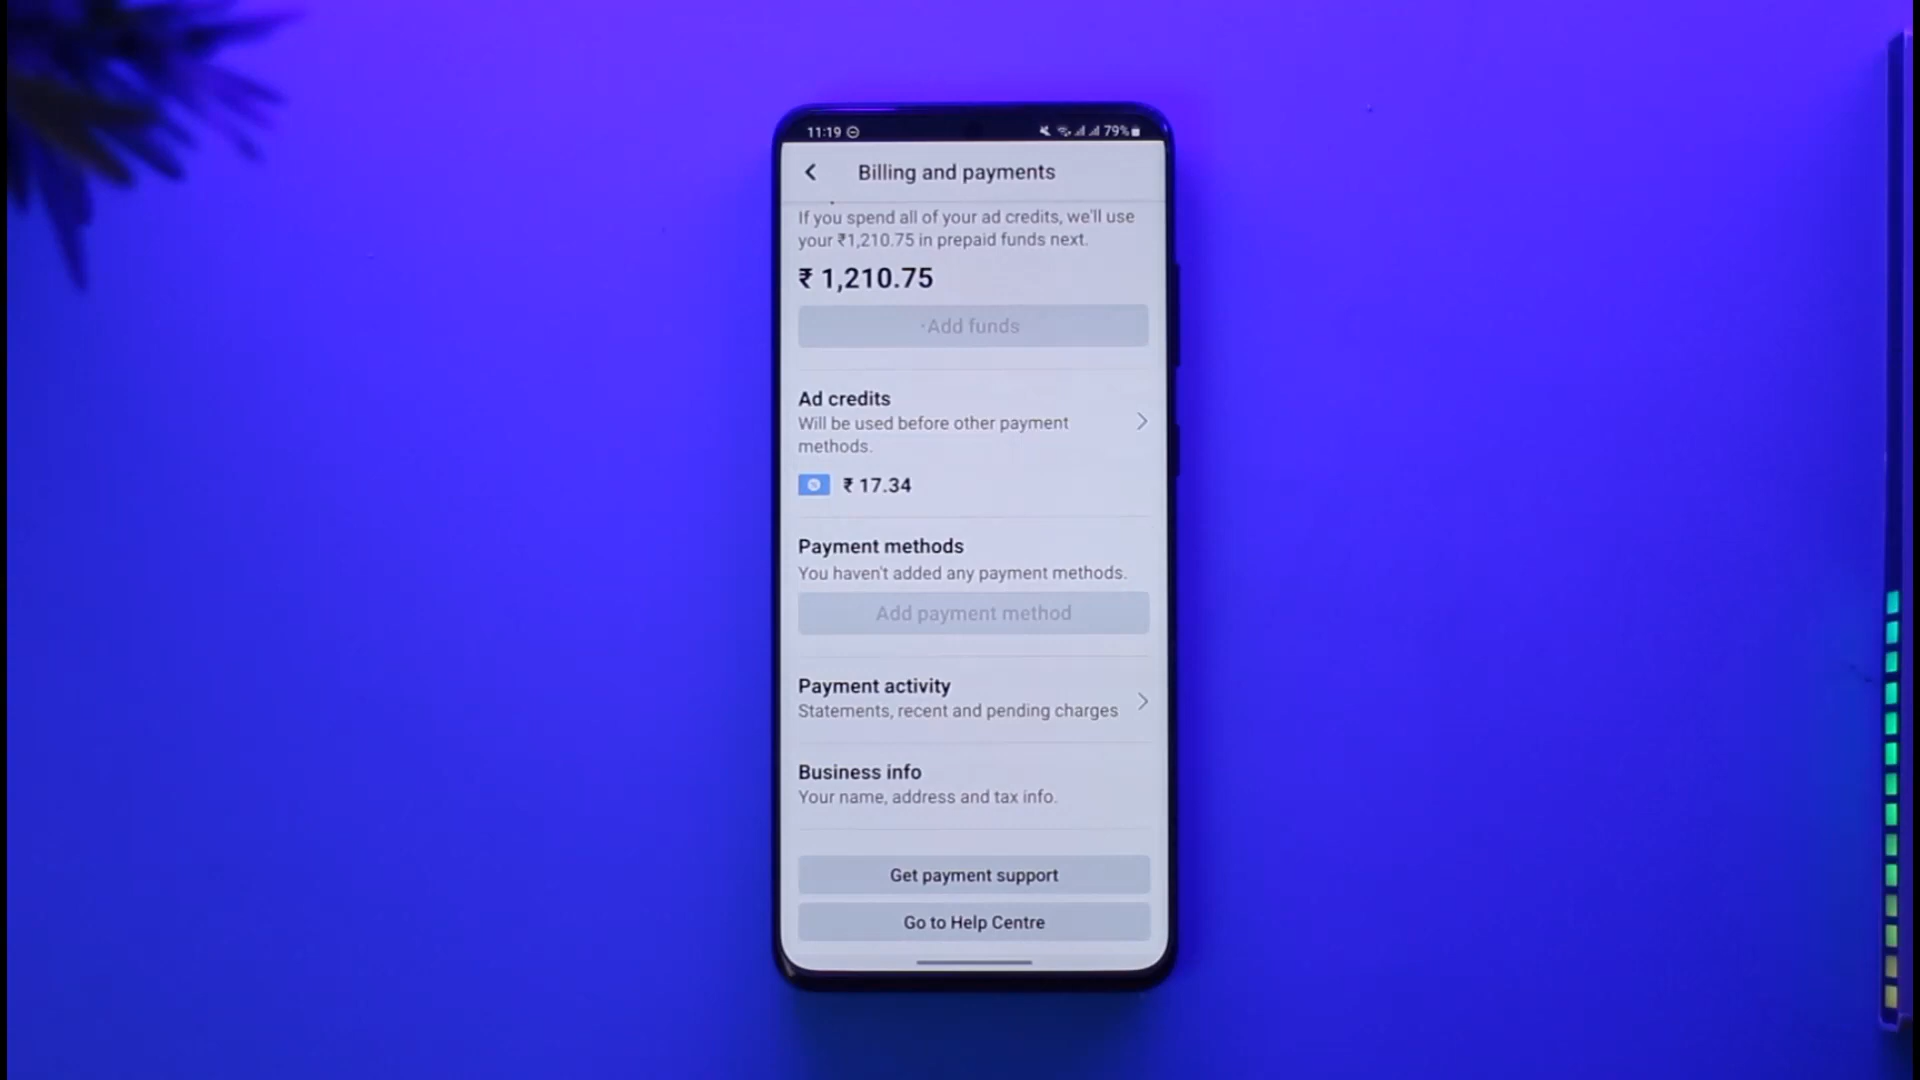 11:19
79%
Billing and payments
If you spend all of your ad credits, we'll use
your ₹1,210.75 in prepaid funds next.
₹ 1,210.75
Add funds
Ad credits
Will be used before other payment
methods.
₹ 17.34
Payment methods
You haven't added any payment methods.
Add payment method
Payment activity
Statements, recent and pending charges
Business info
Your name, address and tax info.
Get payment support
Go to Help Centre